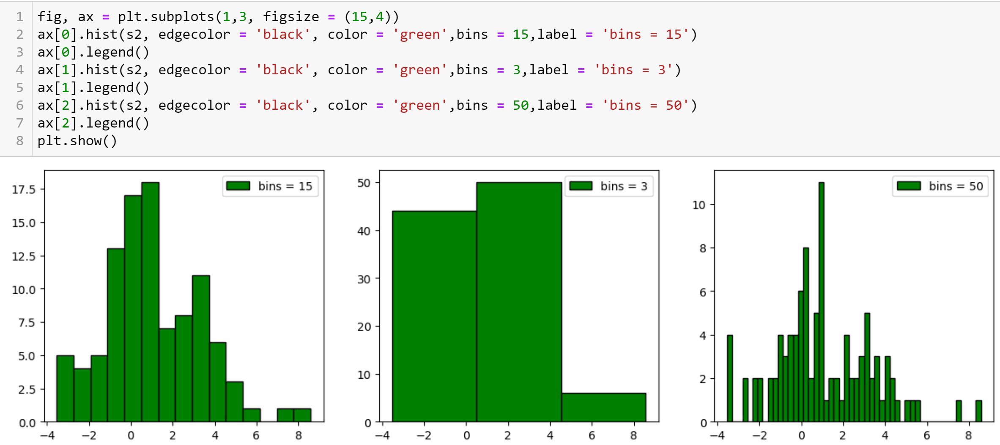 1 fig, ax = plt.subplots(1,3, figsize = (15,4))
2 ax[0].hist(s2, edgecolor = 'black', color = 'green',bins = 15,label = 'bins = 15')
3 ax[0].legend()
4 ax[1].hist(s2, edgecolor = 'black', color = 'green',bins = 3,label = 'bins = 3')
5 ax[1].legend()
6 ax[2].hist(s2, edgecolor = 'black', color = 'green',bins = 50,label = 'bins = 50')
7 ax[2].legend()
8 plt.show()
bins = 15
17.5
15.0
12.5
10.0
7.5
5.0
2.5
0.0
−4 −2 0 2 4 6 8
bins = 3
50
40
30
20
10
0
−4 −2 0 2 4 6 8
bins = 50
10
8
6
4
2
0
−4 −2 0 2 4 6 8